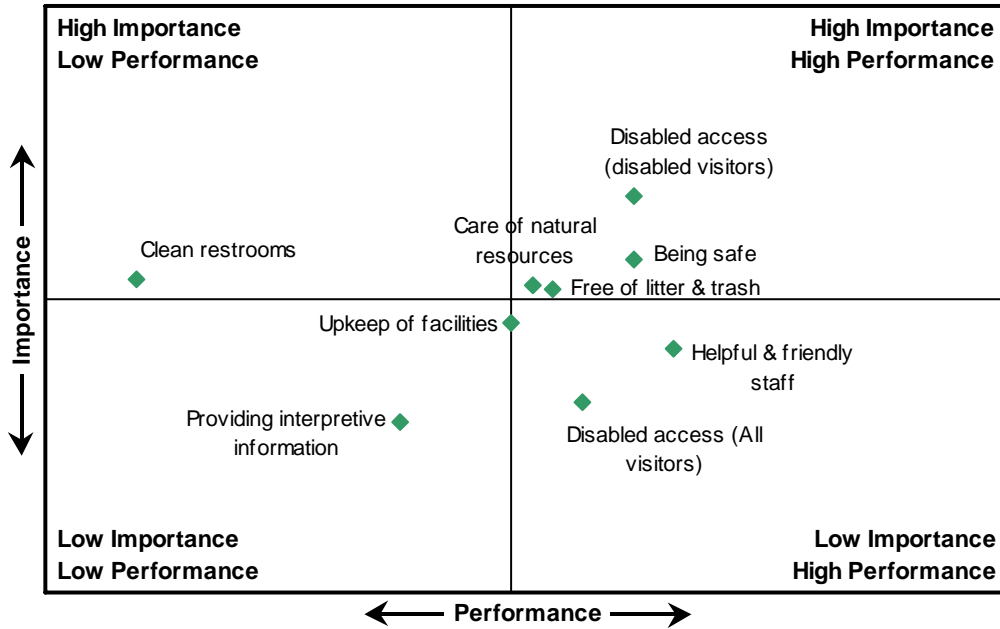 High Importance
Low Performance
High Importance
High Performance
Disabled access
(disabled visitors)
Care of natural
resources
Clean restrooms
Being safe
Free of litter & trash
Importance
Upkeep of facilities
Helpful & friendly
staff
Providing interpretive
information
Disabled access (All
visitors)
Low Importance
Low Performance
Low Importance
High Performance
Performance